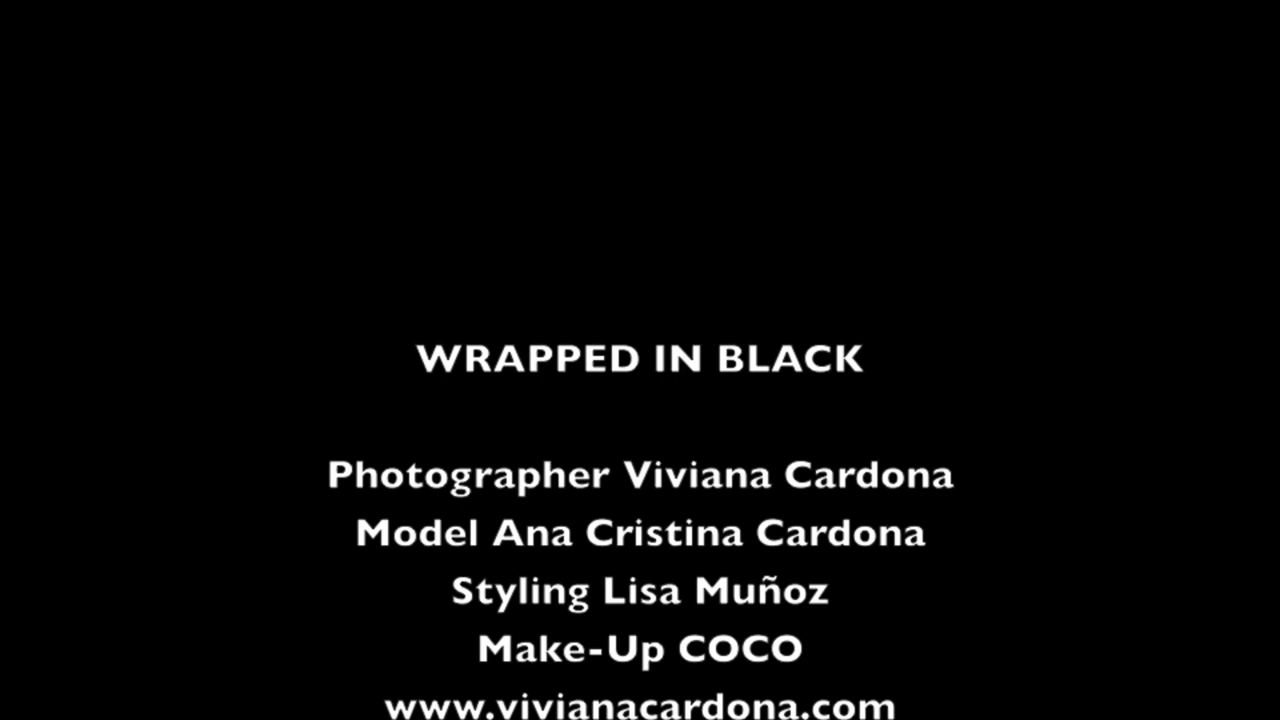 WRAPPED IN BLACK
Photographer Viviana Cardona
Model Ana Cristina Cardona
Styling Lisa Muñoz
Make-Up COCO
www.vivianacardona.com